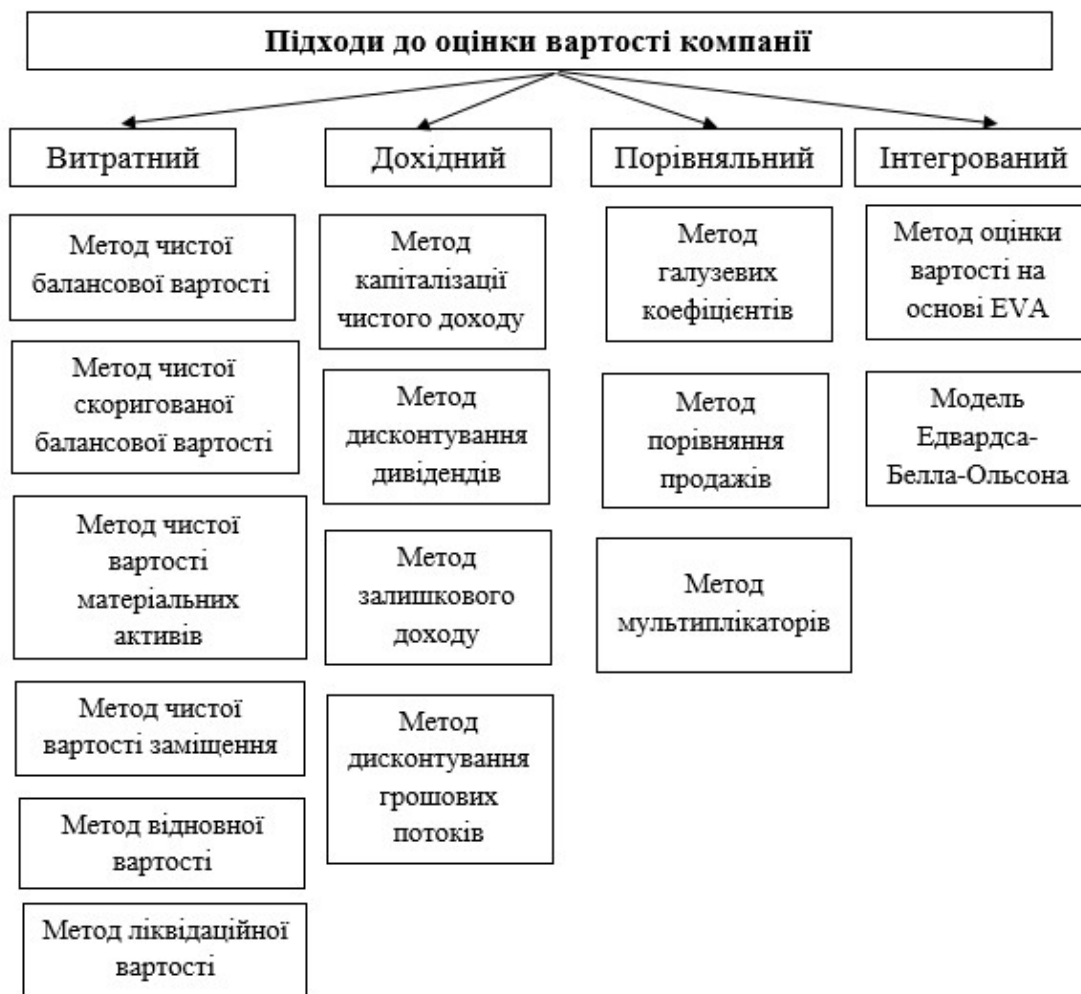 Підходи до оцінки вартості компанії
Витратний
Дохідний
Порівняльний
Інтегрований
Метод чистої
балансової вартості
Метод чистої
скоригованої
балансової вартості
Метод чистої
вартості
матеріальних
активів
Метод чистої
вартості заміщення
Метод відновної
вартості
Метод ліквідаційної
вартості
Метод
капіталізації
чистого доходу
Метод
дисконтування
дивідендів
Метод
залишкового
доходу
Метод
дисконтування
грошових
потоків
Метод
галузевих
коефіцієнтів
Метод
порівняння
продажів
Метод
мультиплікаторів
Метод оцінки
вартості на
основі EVA
Модель
Едвардса-
Белла-Ольсона